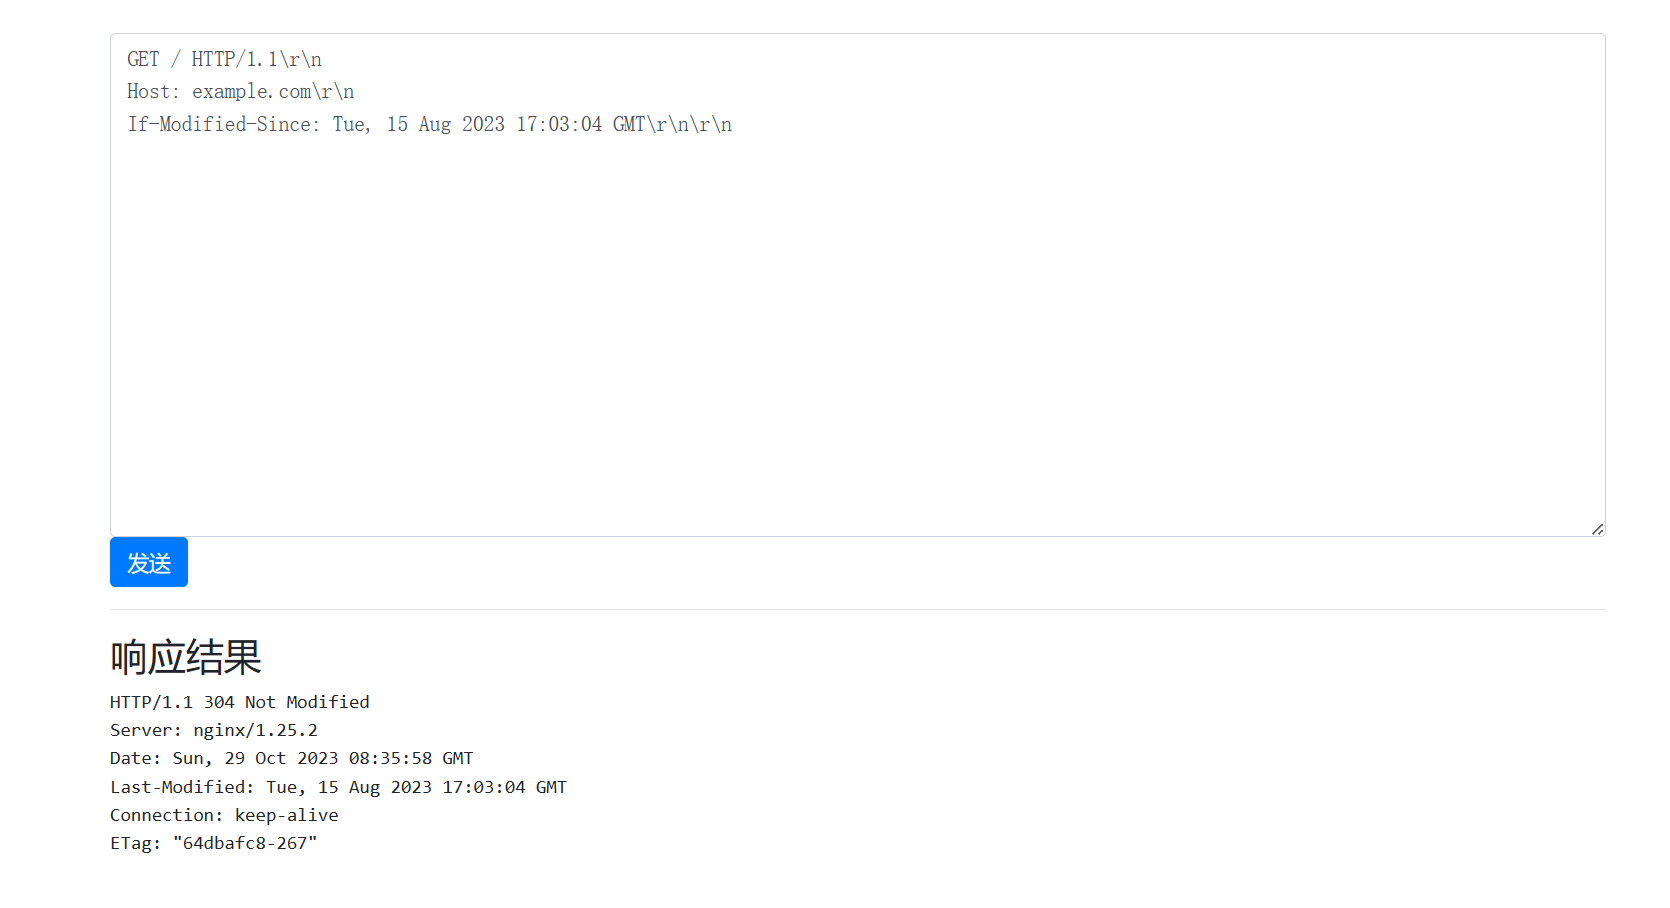 GET / HTTP/1.1\r\n
Host: example.com\r\n
If-Modified-Since: Tue, 15 Aug 2023 17:03:04 GMT\r\n\r\n
发送
响应结果
HTTP/1.1 304 Not Modified
Server: nginx/1.25.2
Date: Sun, 29 Oct 2023 08:35:58 GMT
Last-Modified: Tue, 15 Aug 2023 17:03:04 GMT
Connection: keep-alive
ETag: "64dbafc8-267"